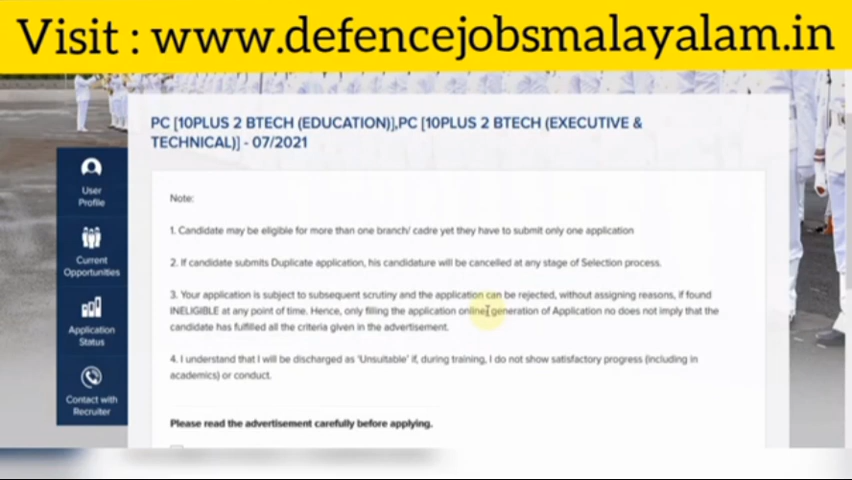 Visit : www.defencejobsmalayalam.in
PC [10PLUS 2 BTECH (EDUCATION)],PC [10PLUS 2 BTECH (EXECUTIVE &
TECHNICAL)] - 07/2021
User
Profile
Current
Opportunities
Application
Status
Contact with
Recruiter
Note:
1. Candidate may be eligible for more than one branch/ cadre yet they have to submit only one application
2. If candidate submits Duplicate application, his candidature will be cancelled at any stage of Selection process.
3. Your application is subject to subsequent scrutiny and the application can be rejected, without assigning reasons, if found
INELIGIBLE at any point of time. Hence, only filling the application online/generation of Application no does not imply that the
candidate has fulfilled all the criteria given in the advertisement.
4. I understand that I will be discharged as 'Unsuitable' if, during training, I do not show satisfactory progress (including in
academics) or conduct.
Please read the advertisement carefully before applying.